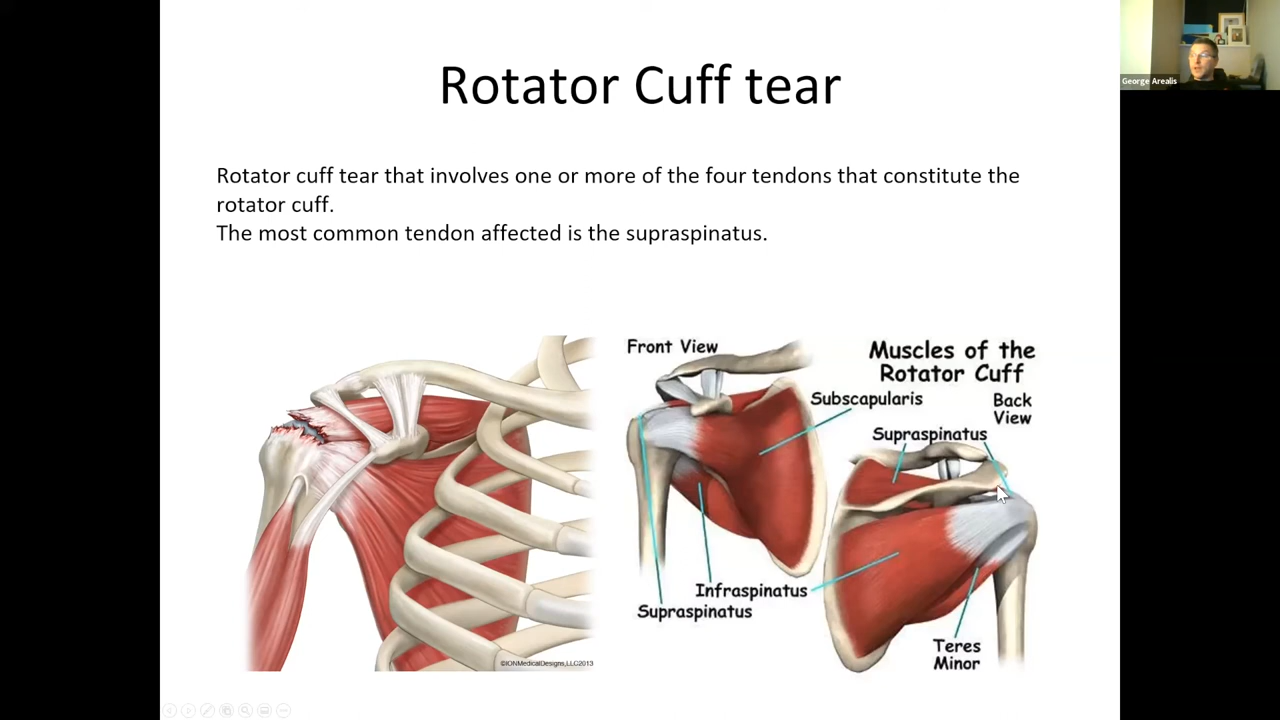 Rotator Cuff tear
George Arealis
Rotator cuff tear that involves one or more of the four tendons that constitute the
rotator cuff.
The most common tendon affected is the supraspinatus.
Front View
Muscles of the
Rotator Cuff
Subscapularis
Back
View
Supraspinatus
Infraspinatus
Supraspinatus
Teres
Minor
©IONMedicalDesigns,LLC2013